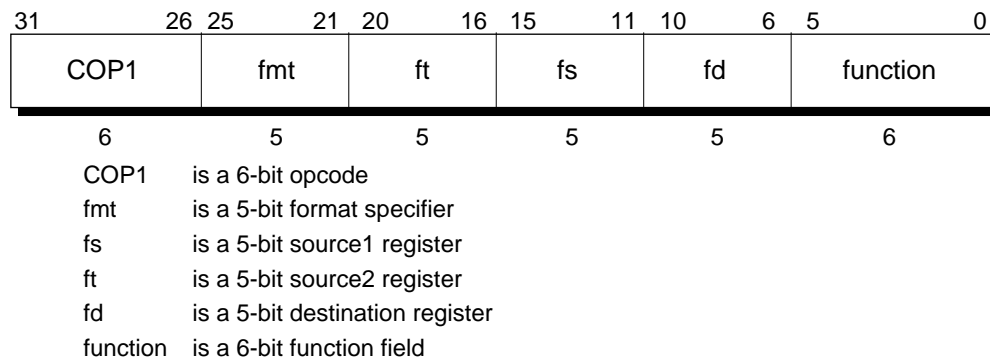 31 26 25 21 20 16 15 11 10 6 5 0
COP1 fmt ft fs fd function
6 5 5 5 5 6
COP1 is a 6-bit opcode
fmt is a 5-bit format specifier
fs is a 5-bit source1 register
ft is a 5-bit source2 register
fd is a 5-bit destination register
function is a 6-bit function field